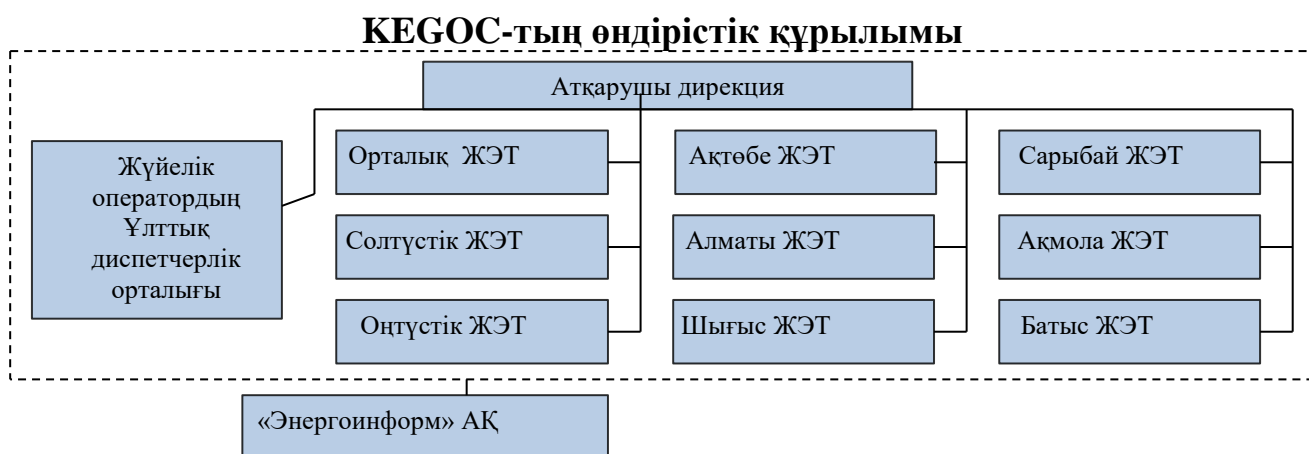 KEGOC-тың өндірістік құрылымы
Атқарушы дирекция
Жүйелік
оператордың
Ұлттық
диспетчерлік
орталығы
Орталық ЖЭТ
Ақтөбе ЖЭТ
Сарыбай ЖЭТ
Солтүстік ЖЭТ
Алматы ЖЭТ
Ақмола ЖЭТ
Оңтүстік ЖЭТ
Шығыс ЖЭТ
Батыс ЖЭТ
«Энергоинформ» АҚ